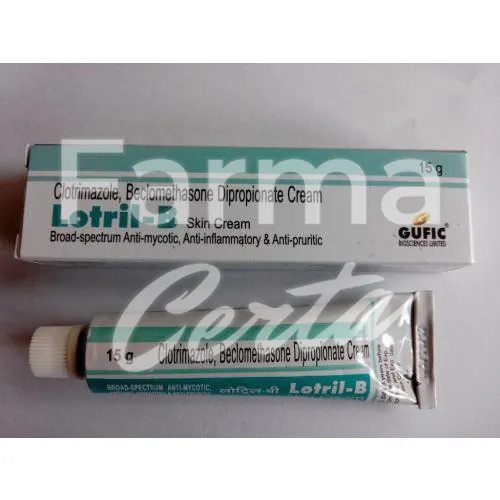 Farma
Clotrimazole, Beclomethasone Dipropionate Cream
15 g
Lotril-B Skin Cream
Broad-spectrum Anti-mycotic, Anti-inflammatory & Anti-pruritic
GUFIC
BIOSCIENCES LIMITED
Certa
15 g Clotrimazole, Beclomethasone Dipropionate Cream
BROAD-SPECTRUM ANTI-MYCOTIC,
लोट्रिल-बी Lotril-B